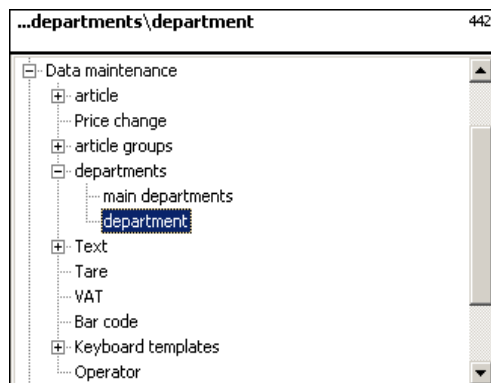 ...departments\department
442
Data maintenance
article
Price change
article groups
departments
main departments
department
Text
Tare
VAT
Bar code
Keyboard templates
Operator